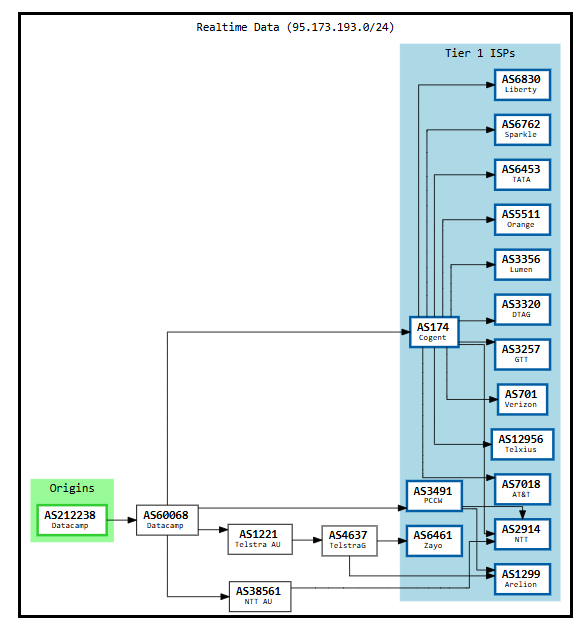 Realtime Data (95.173.193.0/24)
Tier 1 ISPs
AS6830
Liberty
AS6762
Sparkle
AS6453
TATA
AS5511
Orange
AS3356
Lumen
AS3320
DTAG
AS174
Cogent
AS3257
GTT
AS701
Verizon
AS12956
Telxius
Origins
AS212238
Datacamp
AS60068
Datacamp
AS3491
PCCW
AS7018
AT&T
AS1221
Telstra AU
AS4637
TelstraG
AS6461
Zayo
AS2914
NTT
AS38561
NTT AU
AS1299
Arelion